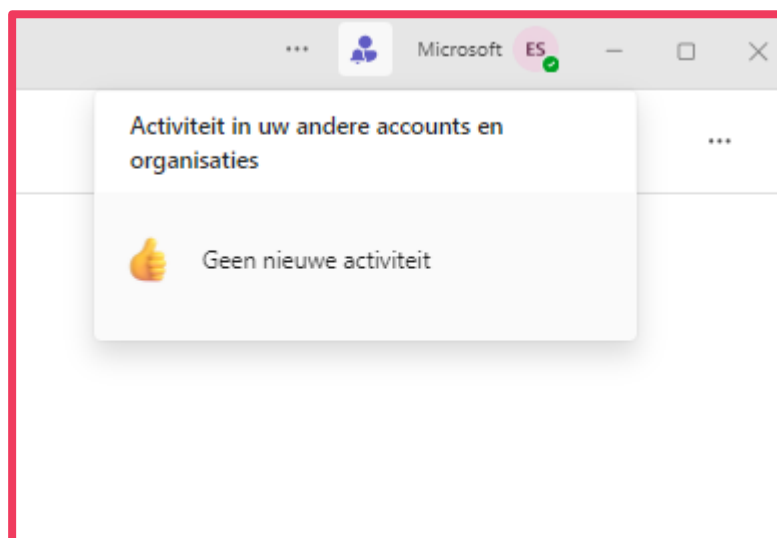 Microsoft ES
Activiteit in uw andere accounts en
organisaties
Geen nieuwe activiteit